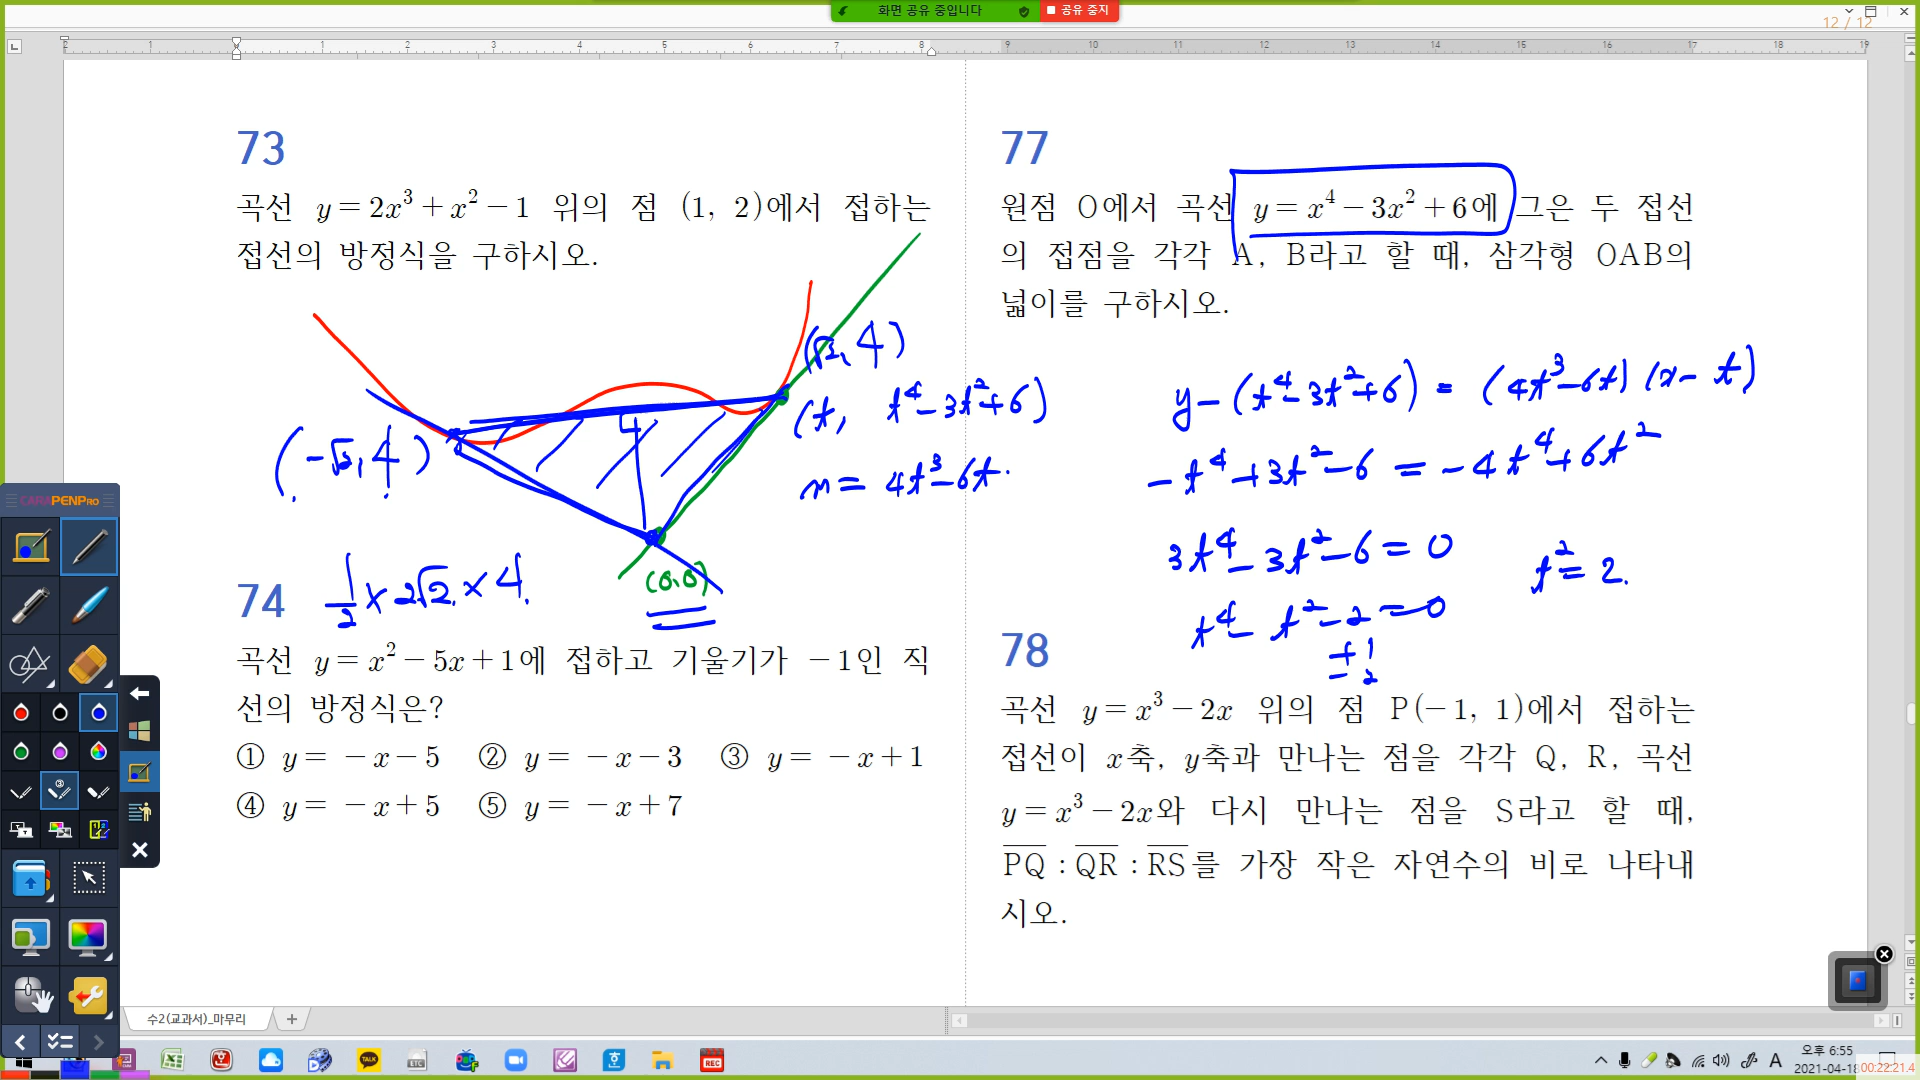 화면 공유 중입니다
공유 중지
12 / 12
73
곡선 y=2x³+x²−1 위의 점 (1, 2)에서 접하는
접선의 방정식을 구하시오.
(√2, 4)
(t, t⁴−3t²+6)
m= 4t³−6t.
(−√2, 4)
4
(0,0)
1/2 × 2√2 × 4.
74
곡선 y=x²−5x+1에 접하고 기울기가 −1인 직
선의 방정식은?
① y=−x−5 ② y=−x−3 ③ y=−x+1
④ y=−x+5 ⑤ y=−x+7
77
원점 O에서 곡선 y=x⁴−3x²+6에 그은 두 접선
의 접점을 각각 A, B라고 할 때, 삼각형 OAB의
넓이를 구하시오.
y−(t⁴−3t²+6) = (4t³−6t)(x−t)
−t⁴+3t²−6 = −4t⁴+6t²
3t⁴−3t²−6=0
t²=2.
t⁴−t²−2=0
+1
−2
78
곡선 y=x³−2x 위의 점 P(−1, 1)에서 접하는
접선이 x축, y축과 만나는 점을 각각 Q, R, 곡선
y=x³−2x와 다시 만나는 점을 S라고 할 때,
PQ : QR : RS를 가장 작은 자연수의 비로 나타내
시오.
CARAPENPRO
수2(교과서)_마무리
TALK
ETC
REC
A
오후 6:55
2021-04-18
00:22:21.4